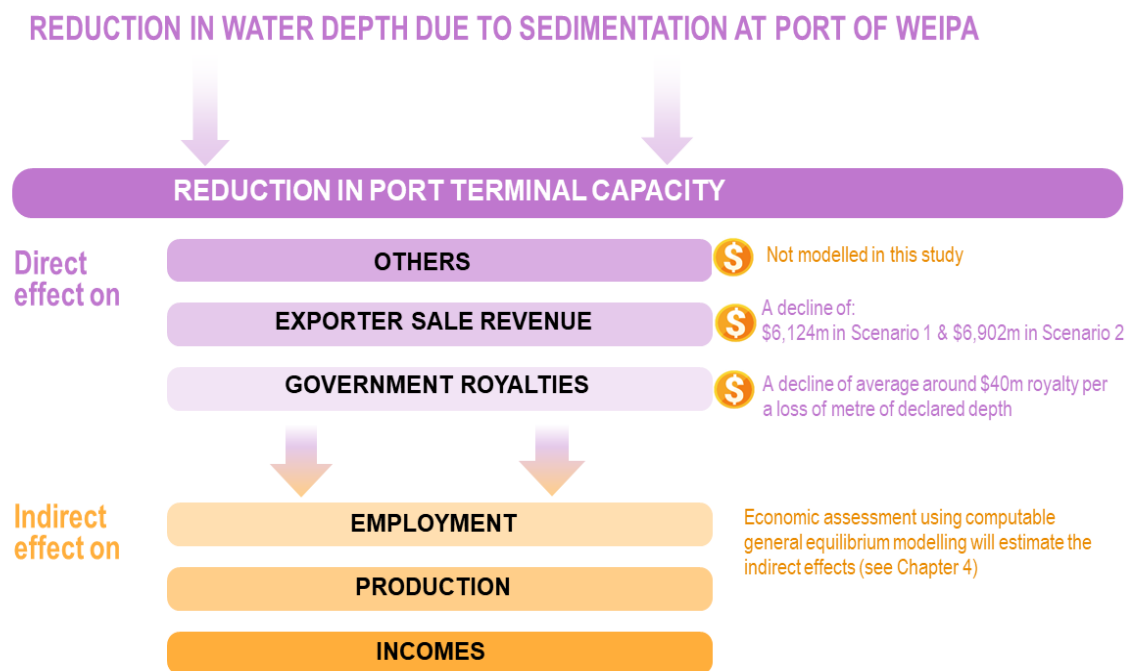 REDUCTION IN WATER DEPTH DUE TO SEDIMENTATION AT PORT OF WEIPA
REDUCTION IN PORT TERMINAL CAPACITY
Direct
effect on
OTHERS
$
Not modelled in this study
EXPORTER SALE REVENUE
$
A decline of:
$6,124m in Scenario 1 & $6,902m in Scenario 2
GOVERNMENT ROYALTIES
$
A decline of average around $40m royalty per
a loss of metre of declared depth
Indirect
effect on
EMPLOYMENT
Economic assessment using computable
general equilibrium modelling will estimate the
indirect effects (see Chapter 4)
PRODUCTION
INCOMES